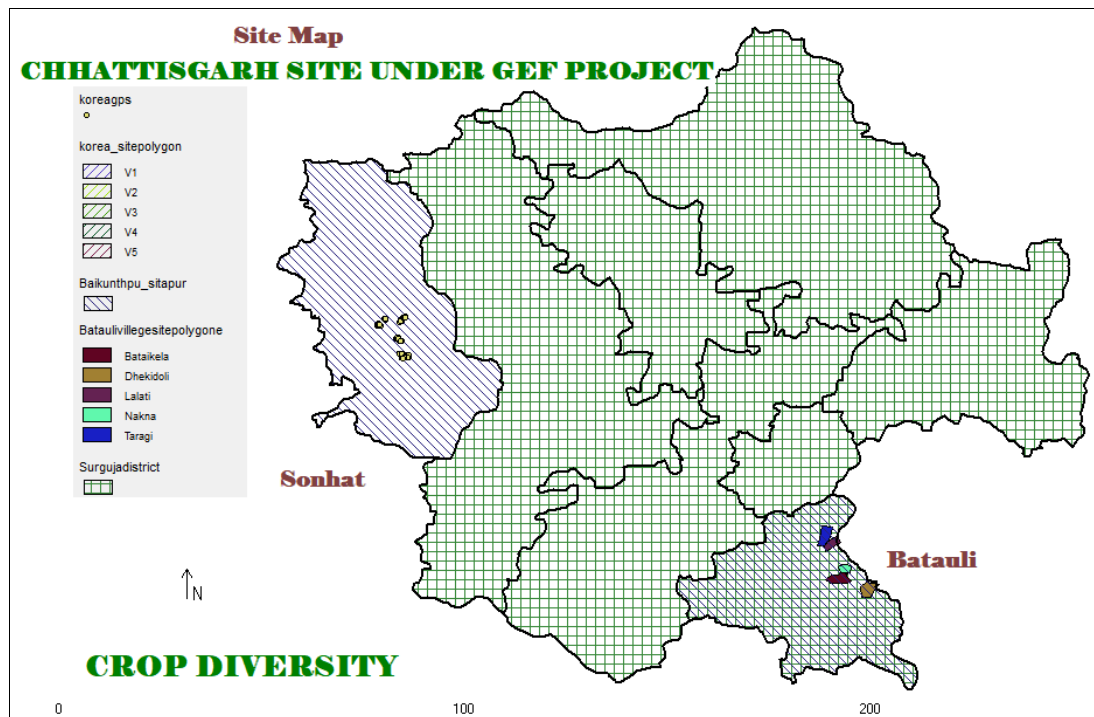 Site Map
CHHATTISGARH SITE UNDER GEF PROJECT
koreagps
korea_sitepolygon
V1
V2
V3
V4
V5
Baikunthpu_sitapur
Bataulivillegesitepolygone
Bataikela
Dhekidoli
Lalati
Nakna
Taragi
Surgujadistrict
Sonhat
Batauli
N
CROP DIVERSITY
0 100 200